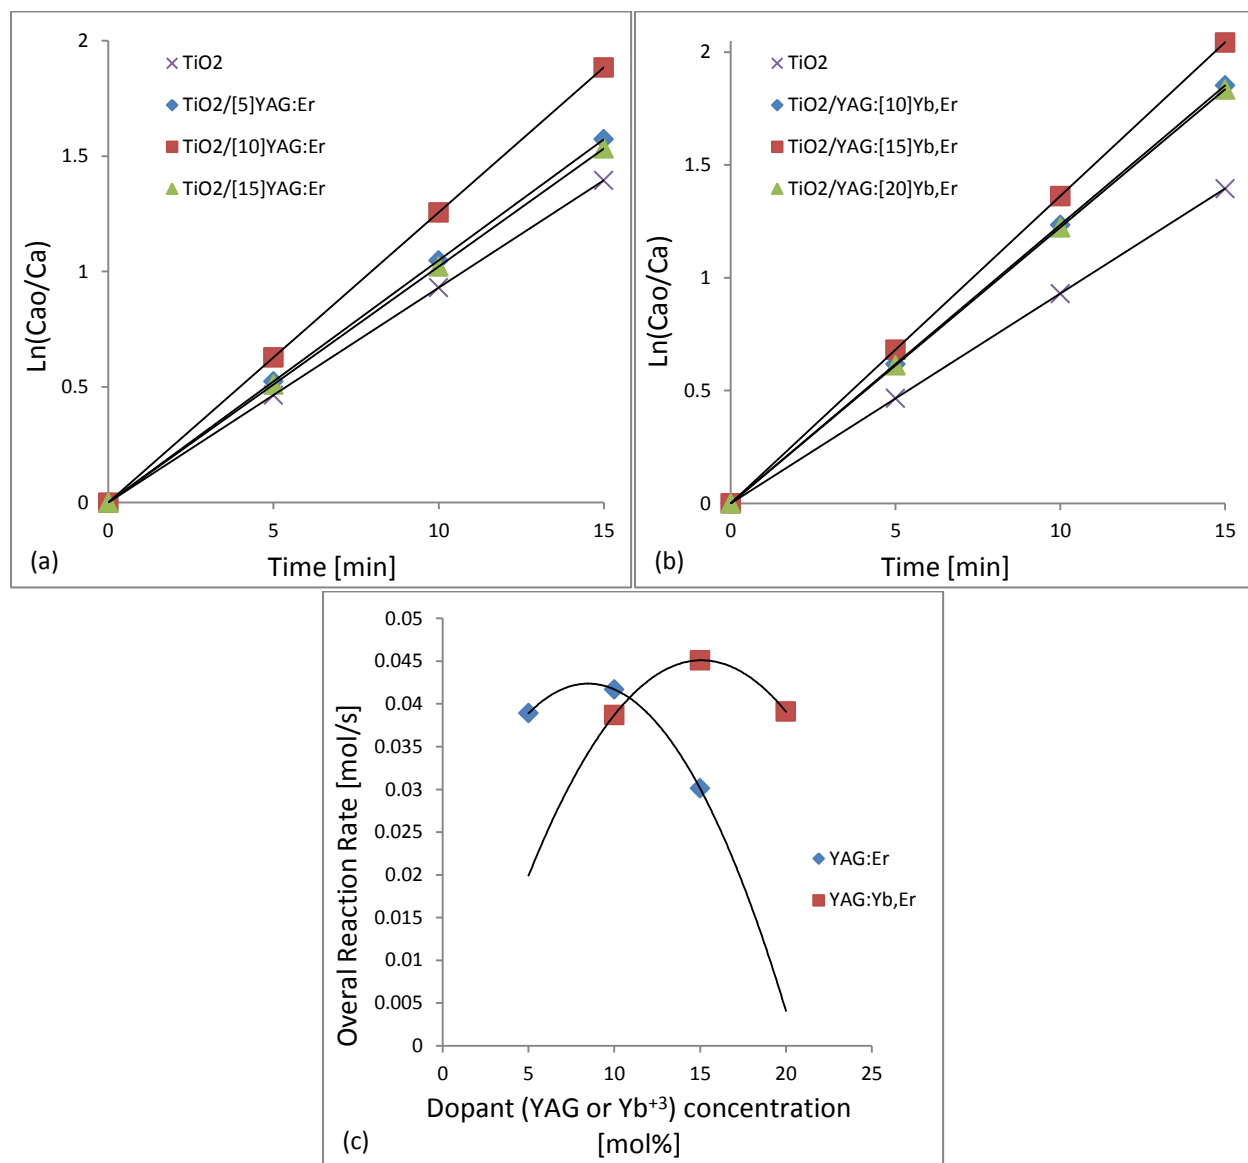 2
1.5
1
0.5
0
0
5
10
15
Ln(Cao/Ca)
Time [min]
TiO2
TiO2/[5]YAG:Er
TiO2/[10]YAG:Er
TiO2/[15]YAG:Er
(a)
2
1.5
1
0.5
0
0
5
10
15
Ln(Cao/Ca)
Time [min]
TiO2
TiO2/YAG:[10]Yb,Er
TiO2/YAG:[15]Yb,Er
TiO2/YAG:[20]Yb,Er
(b)
0.05
0.045
0.04
0.035
0.03
0.025
0.02
0.015
0.01
0.005
0
0
5
10
15
20
25
Overal Reaction Rate [mol/s]
YAG:Er
YAG:Yb,Er
Dopant (YAG or Yb⁺³) concentration
[mol%]
(c)